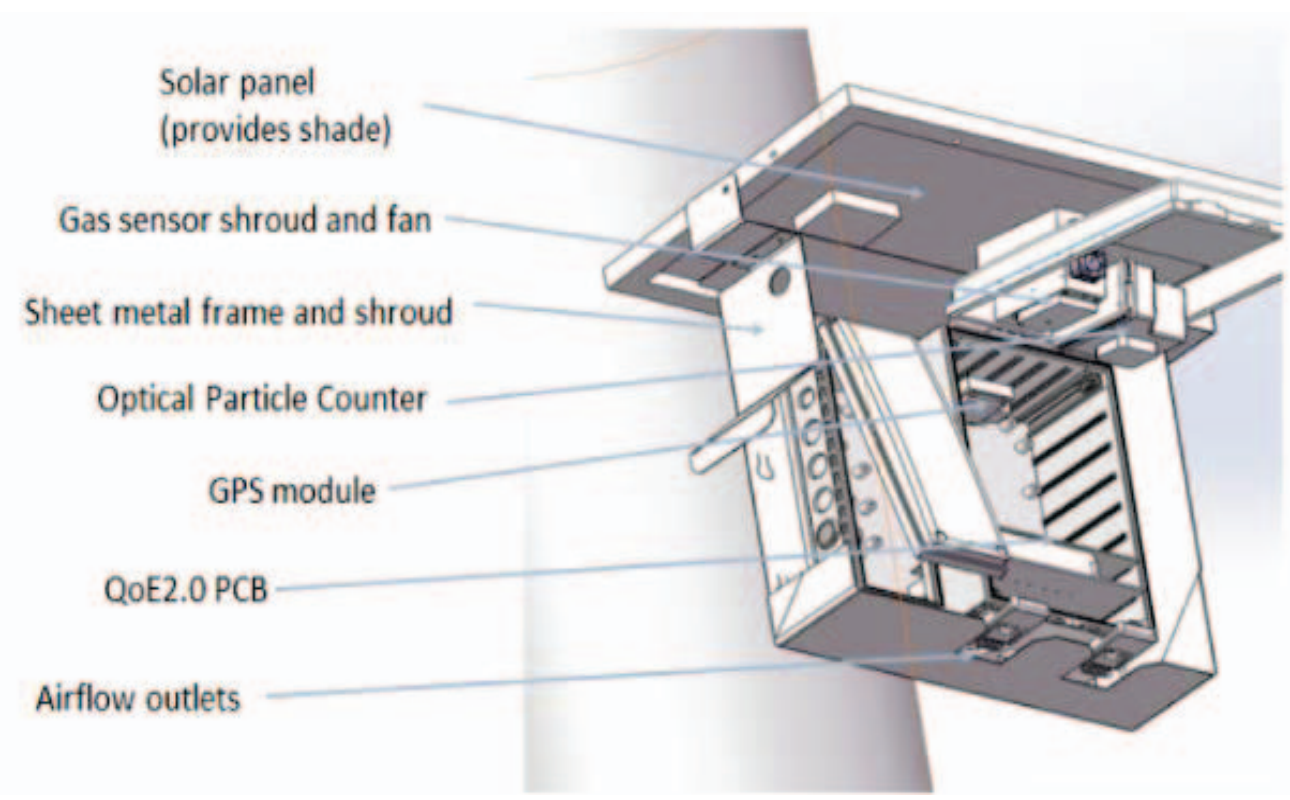 Solar panel
(provides shade)
Gas sensor shroud and fan
Sheet metal frame and shroud
Optical Particle Counter
GPS module
QoE2.0 PCB
Airflow outlets